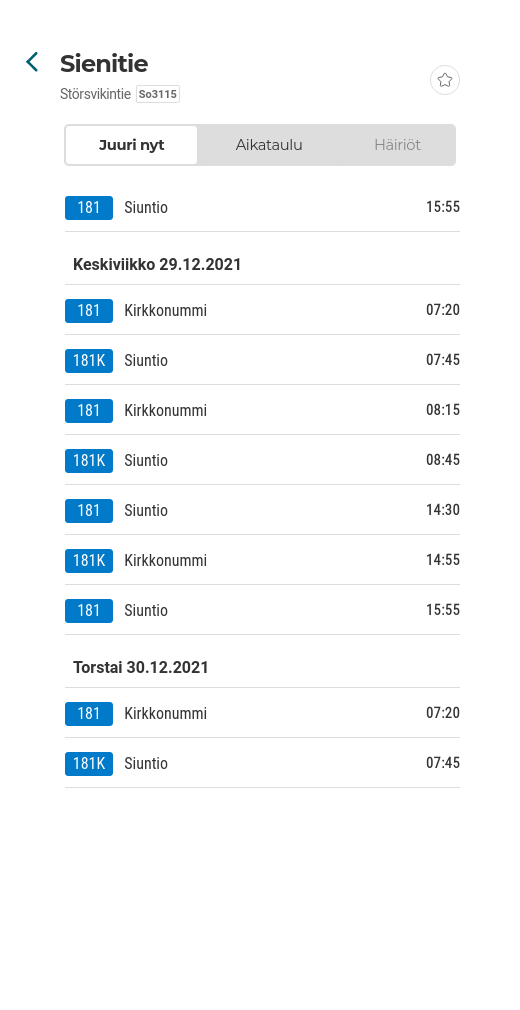 Sienitie
Störsvikintie So3115
Juuri nyt Aikataulu Häiriöt
181 Siuntio 15:55
Keskiviikko 29.12.2021
181 Kirkkonummi 07:20
181K Siuntio 07:45
181 Kirkkonummi 08:15
181K Siuntio 08:45
181 Siuntio 14:30
181K Kirkkonummi 14:55
181 Siuntio 15:55
Torstai 30.12.2021
181 Kirkkonummi 07:20
181K Siuntio 07:45